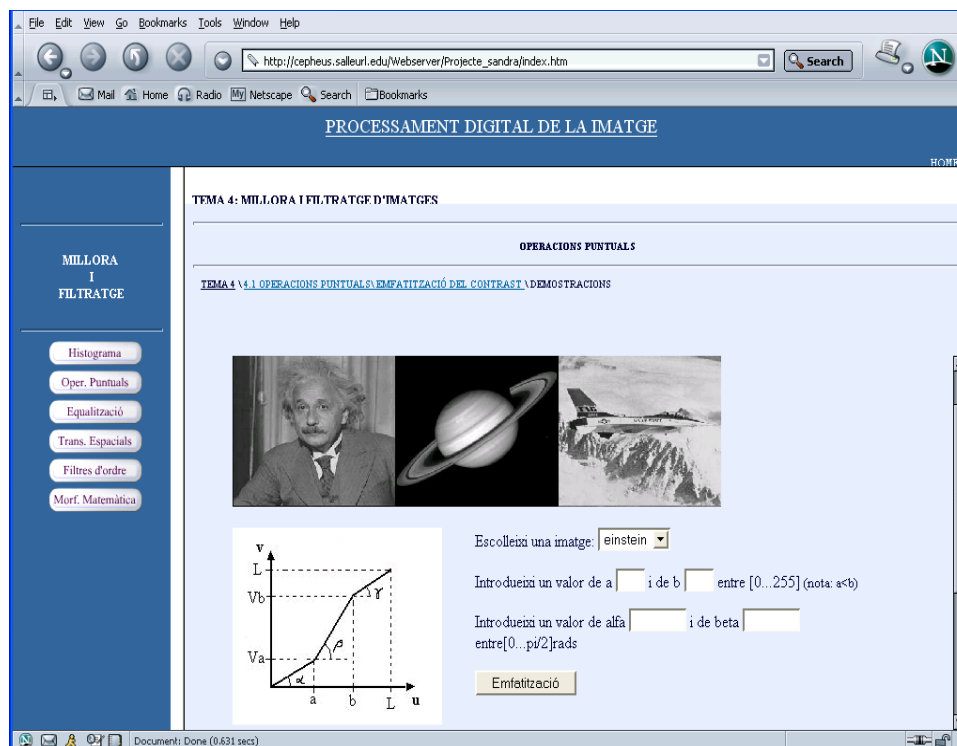 File Edit View Go Bookmarks Tools Window Help
http://cepheus.salleurl.edu/Webserver/Projecte_sandra/index.htm
Search
N
Mail Home Radio My Netscape Search Bookmarks
PROCESSAMENT DIGITAL DE LA IMATGE
HOME
MILLORA
I
FILTRATGE
Histograma
Oper. Puntuals
Equalització
Trans. Espacials
Filtres d'ordre
Morf. Matemàtica
TEMA 4: MILLORA I FILTRATGE D'IMATGES
OPERACIONS PUNTUALS
TEMA 4 \ 4.1 OPERACIONS PUNTUALS\ EMFATITZACIÓ DEL CONTRAST \DEMOSTRACIONS
v
L
Vb
Va
α
β
γ
a b L u
Escolleixi una imatge: einstein
Introdueixi un valor de a i de b entre [0...255] (nota: a<b)
Introdueixi un valor de alfa i de beta
entre[0...pi/2]rads
Emfatització
Document: Done (0.631 secs)